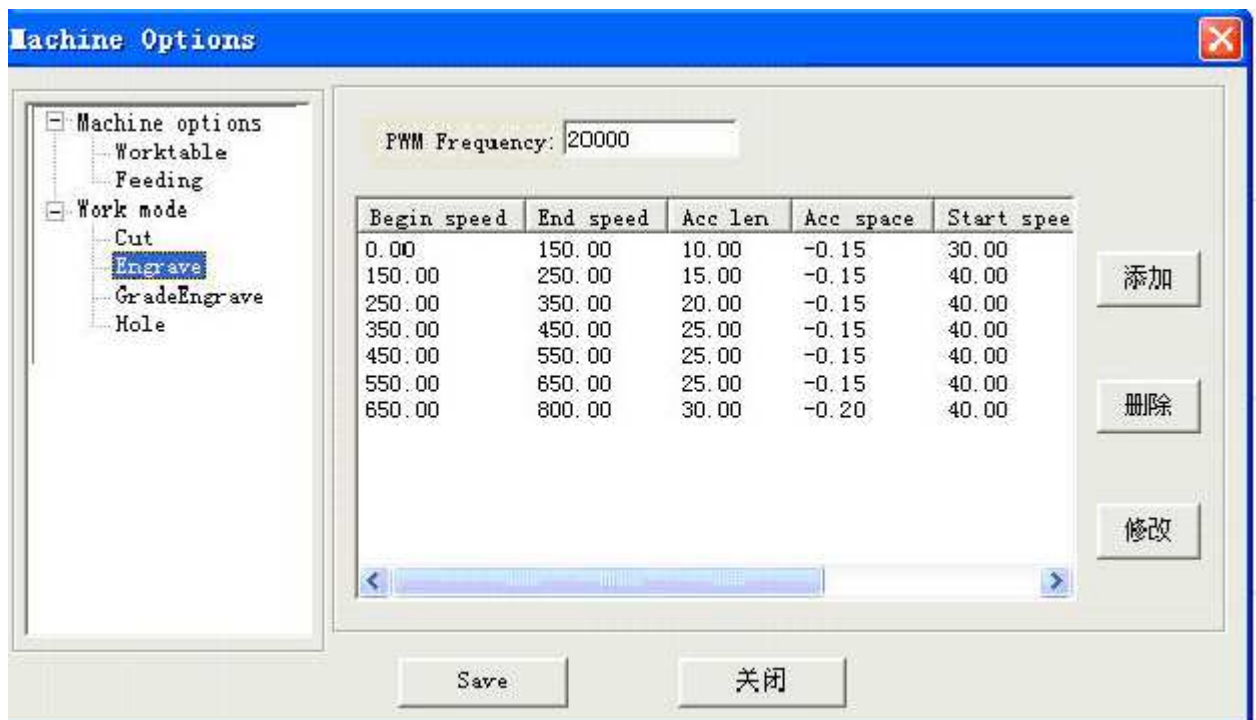 Machine Options
Machine options
Worktable
Feeding
Work mode
Cut
Engrave
GradeEngrave
Hole
PWM Frequency: 20000
Begin speed End speed Acc len Acc space Start spee
0.00 150.00 10.00 -0.15 30.00
150.00 250.00 15.00 -0.15 40.00
250.00 350.00 20.00 -0.15 40.00
350.00 450.00 25.00 -0.15 40.00
450.00 550.00 25.00 -0.15 40.00
550.00 650.00 25.00 -0.15 40.00
650.00 800.00 30.00 -0.20 40.00
添加
删除
修改
Save 关闭